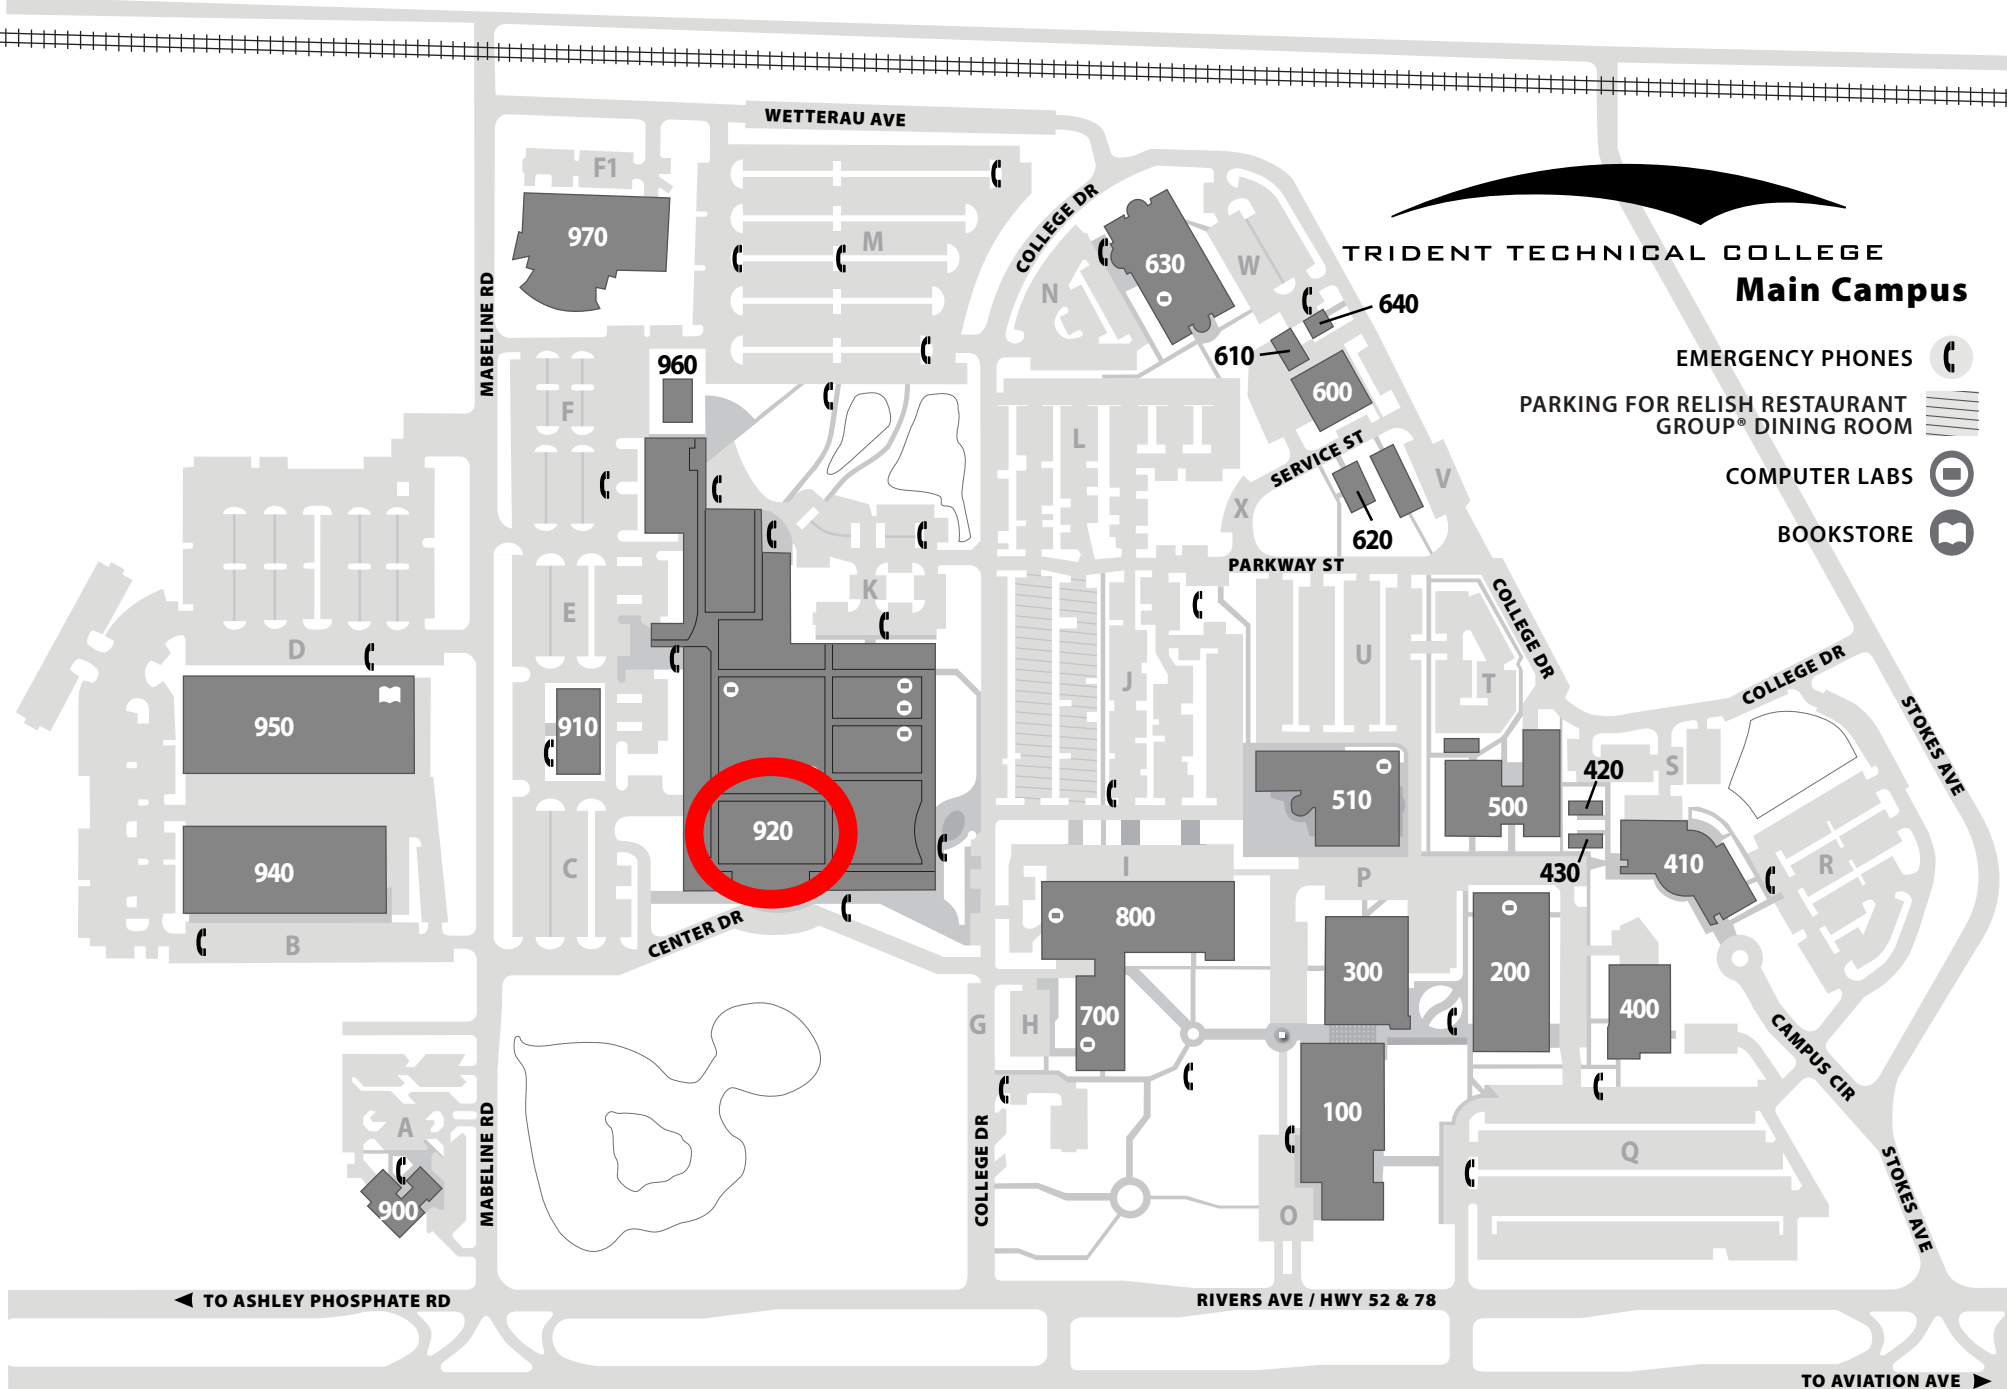 WETTERAU AVE
F1
970
M
COLLEGE DR
630
W
N
TRIDENT TECHNICAL COLLEGE
Main Campus
640
610
600
EMERGENCY PHONES
PARKING FOR RELISH RESTAURANT
GROUP® DINING ROOM
COMPUTER LABS
BOOKSTORE
MABELINE RD
960
F
L
SERVICE ST
V
X
620
PARKWAY ST
COLLEGE DR
E
K
D
J
U
T
COLLEGE DR
STOKES AVE
950
910
420
S
500
510
920
940
C
430
410
R
I
P
B
CENTER DR
800
300
200
400
G
H
700
CAMPUS CIR
100
A
MABELINE RD
COLLEGE DR
Q
900
O
STOKES AVE
TO ASHLEY PHOSPHATE RD
RIVERS AVE / HWY 52 & 78
TO AVIATION AVE